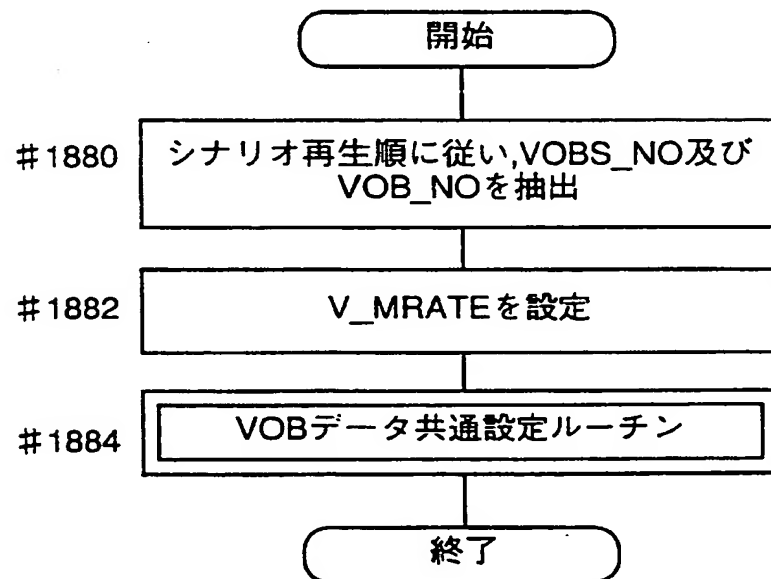 開始
#1880
シナリオ再生順に従い,VOBS_NO及び
VOB_NOを抽出
#1882
V_MRATEを設定
#1884
VOBデータ共通設定ルーチン
終了